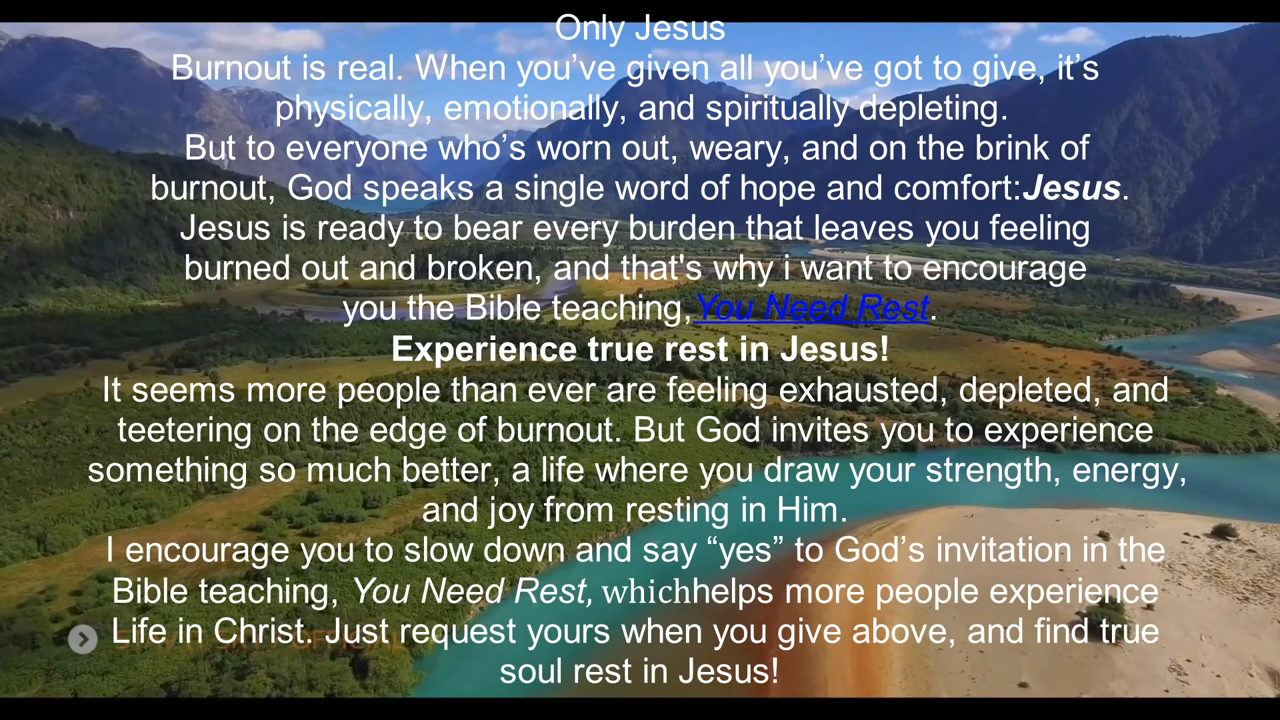 Only Jesus
Burnout is real. When you’ve given all you’ve got to give, it’s
physically, emotionally, and spiritually depleting.
But to everyone who’s worn out, weary, and on the brink of
burnout, God speaks a single word of hope and comfort:Jesus.
Jesus is ready to bear every burden that leaves you feeling
burned out and broken, and that's why i want to encourage
you the Bible teaching,You Need Rest.
Experience true rest in Jesus!
It seems more people than ever are feeling exhausted, depleted, and
teetering on the edge of burnout. But God invites you to experience
something so much better, a life where you draw your strength, energy,
and joy from resting in Him.
I encourage you to slow down and say “yes” to God’s invitation in the
Bible teaching, You Need Rest, whichhelps more people experience
Life in Christ. Just request yours when you give above, and find true
soul rest in Jesus!